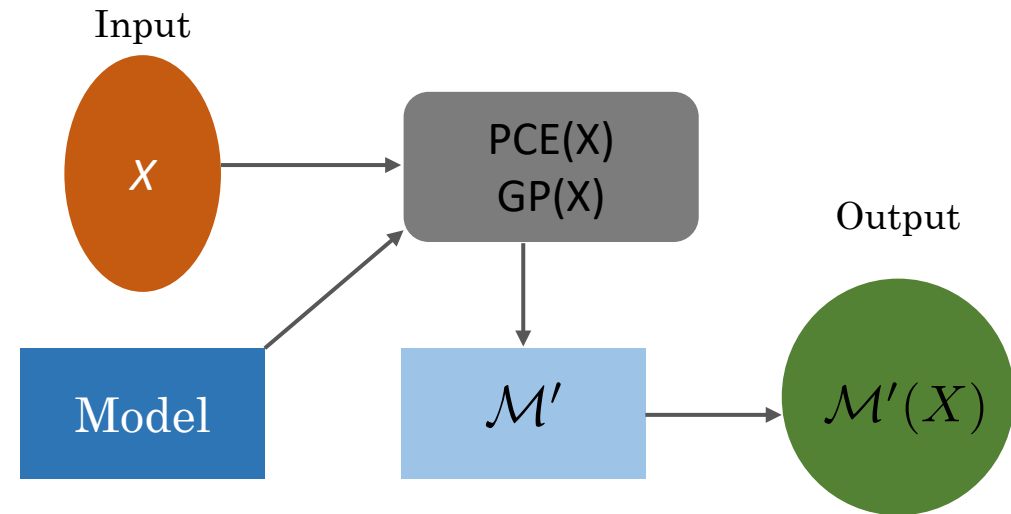 Input
X
PCE(X)
GP(X)
Output
Model
ℳ′
ℳ′(X)